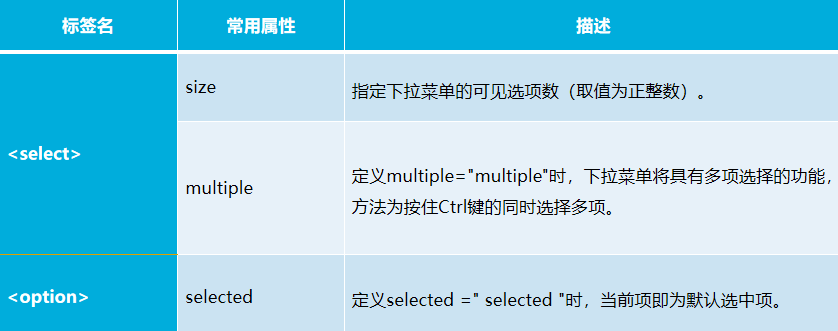 标签名 常用属性 描述
<select>
size
指定下拉菜单的可见选项数（取值为正整数）。
multiple
定义multiple="multiple"时，下拉菜单将具有多项选择的功能，
方法为按住Ctrl键的同时选择多项。
<option>
selected
定义selected =" selected "时，当前项即为默认选中项。